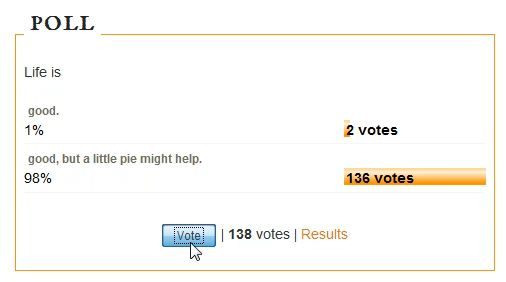 POLL
Life is
good.
1% 2 votes
good, but a little pie might help.
98% 136 votes
Vote | 138 votes | Results